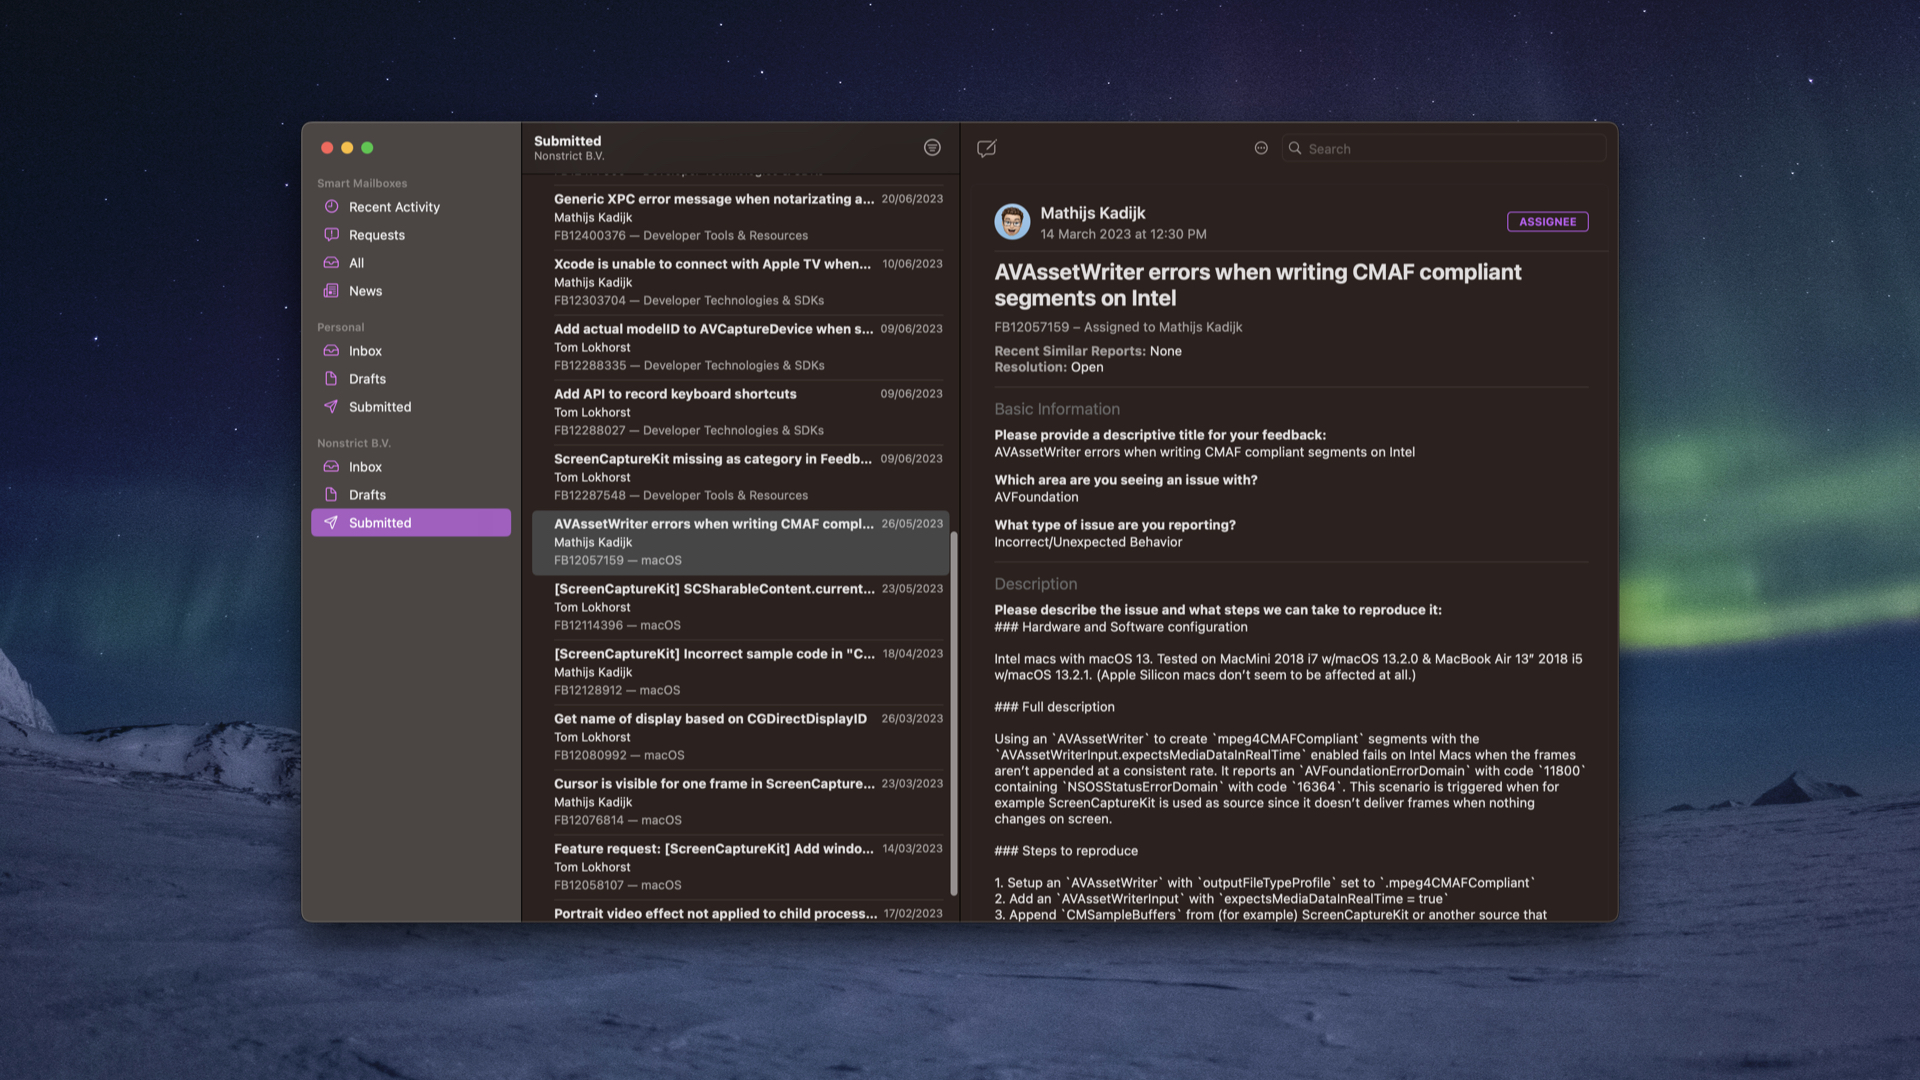 Smart Mailboxes
Recent Activity
Requests
All
News
Personal
Inbox
Drafts
Submitted
Nonstrict B.V.
Inbox
Drafts
Submitted
Submitted
Nonstrict B.V.
Generic XPC error message when notarizating a... 20/06/2023
Mathijs Kadijk
FB12400376 — Developer Tools & Resources
Xcode is unable to connect with Apple TV when... 10/06/2023
Mathijs Kadijk
FB12303704 — Developer Technologies & SDKs
Add actual modelID to AVCaptureDevice when s... 09/06/2023
Tom Lokhorst
FB12288335 — Developer Technologies & SDKs
Add API to record keyboard shortcuts 09/06/2023
Tom Lokhorst
FB12288027 — Developer Technologies & SDKs
ScreenCaptureKit missing as category in Feedb... 09/06/2023
Tom Lokhorst
FB12287548 — Developer Tools & Resources
AVAssetWriter errors when writing CMAF compl... 26/05/2023
Mathijs Kadijk
FB12057159 — macOS
[ScreenCaptureKit] SCSharableContent.current... 23/05/2023
Tom Lokhorst
FB12114396 — macOS
[ScreenCaptureKit] Incorrect sample code in "C... 18/04/2023
Mathijs Kadijk
FB12128912 — macOS
Get name of display based on CGDirectDisplayID 26/03/2023
Tom Lokhorst
FB12080992 — macOS
Cursor is visible for one frame in ScreenCapture... 23/03/2023
Mathijs Kadijk
FB12076814 — macOS
Feature request: [ScreenCaptureKit] Add windo... 14/03/2023
Tom Lokhorst
FB12058107 — macOS
Portrait video effect not applied to child process... 17/02/2023
Search
Mathijs Kadijk
14 March 2023 at 12:30 PM
ASSIGNEE
AVAssetWriter errors when writing CMAF compliant
segments on Intel
FB12057159 – Assigned to Mathijs Kadijk
Recent Similar Reports: None
Resolution: Open
Basic Information
Please provide a descriptive title for your feedback:
AVAssetWriter errors when writing CMAF compliant segments on Intel
Which area are you seeing an issue with?
AVFoundation
What type of issue are you reporting?
Incorrect/Unexpected Behavior
Description
Please describe the issue and what steps we can take to reproduce it:
### Hardware and Software configuration
Intel macs with macOS 13. Tested on MacMini 2018 i7 w/macOS 13.2.0 & MacBook Air 13” 2018 i5
w/macOS 13.2.1. (Apple Silicon macs don’t seem to be affected at all.)
### Full description
Using an `AVAssetWriter` to create `mpeg4CMAFCompliant` segments with the
`AVAssetWriterInput.expectsMediaDataInRealTime` enabled fails on Intel Macs when the frames
aren’t appended at a consistent rate. It reports an `AVFoundationErrorDomain` with code `11800`
containing `NSOSStatusErrorDomain` with code `16364`. This scenario is triggered when for
example ScreenCaptureKit is used as source since it doesn’t deliver frames when nothing
changes on screen.
### Steps to reproduce
1. Setup an `AVAssetWriter` with `outputFileTypeProfile` set to `.mpeg4CMAFCompliant`
2. Add an `AVAssetWriterInput` with `expectsMediaDataInRealTime = true`
3. Append `CMSampleBuffers` from (for example) ScreenCaptureKit or another source that